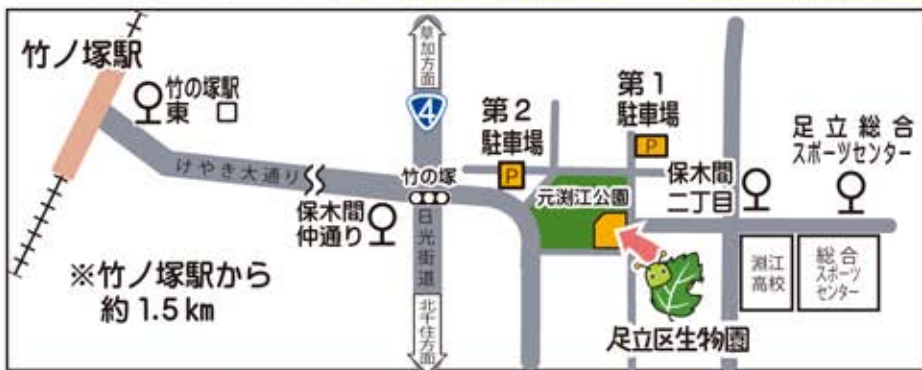 竹ノ塚駅
竹の塚駅
東 口
けやき大通り
※竹ノ塚駅から
約1.5km
保木間
仲通り
草加方面
4
竹の塚
日光街道
北千住方面
第2
駐車場
P
第1
駐車場
P
元渕江公園
足立区生物園
保木間
二丁目
足立総合
スポーツセンター
淵江
高校
総合
スポーツ
センター